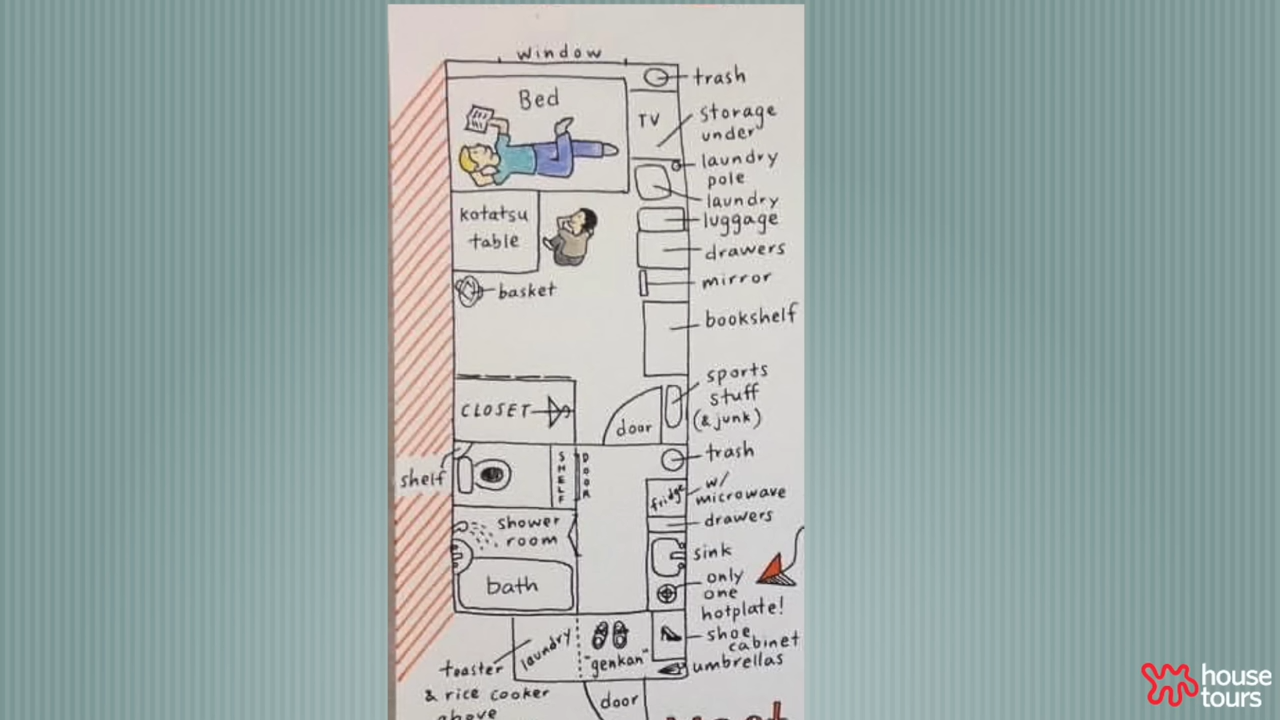 window
trash
Bed
TV
storage
under
laundry
pole
laundry
luggage
kotatsu
table
drawers
mirror
basket
bookshelf
sports
stuff
(& junk)
CLOSET
door
trash
shelf
SHELF
DOOR
fridge
w/
microwave
drawers
shower
room
sink
only
one
hotplate!
bath
shoe
cabinet
laundry
"genkan"
umbrellas
toaster
& rice cooker
above
door
house
tours